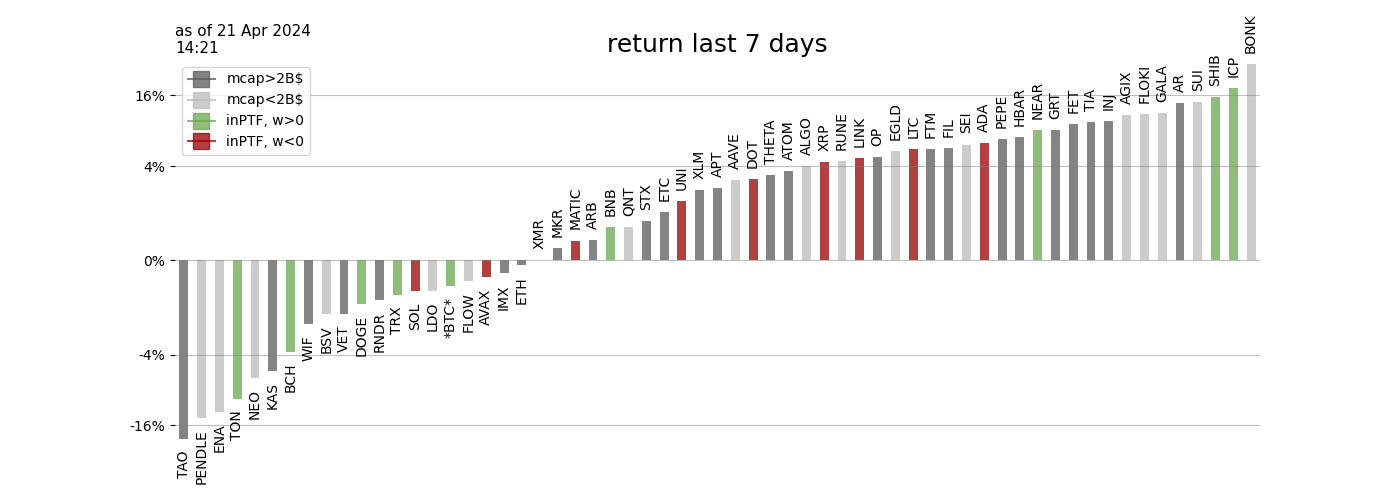 as of 21 Apr 2024
14:21
return last 7 days
mcap>2B$
mcap<2B$
inPTF, w>0
inPTF, w<0
16%
4%
0%
-4%
-16%
TAO
PENDLE
ENA
TON
NEO
KAS
BCH
WIF
BSV
VET
DOGE
RNDR
TRX
SOL
LDO
*BTC*
FLOW
AVAX
IMX
ETH
XMR
MKR
MATIC
ARB
BNB
QNT
STX
ETC
UNI
XLM
APT
AAVE
DOT
THETA
ATOM
ALGO
XRP
RUNE
LINK
OP
EGLD
LTC
FTM
FIL
SEI
ADA
PEPE
HBAR
NEAR
GRT
FET
TIA
INJ
AGIX
FLOKI
GALA
AR
SUI
SHIB
ICP
BONK